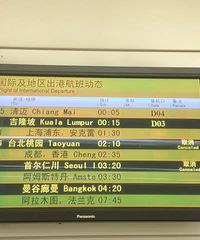 国际及地区出港航班动态
Flight of International Departure
清迈 Chiang Mai 00:05 D04
吉隆坡 Kuala Lumpur 00:15 D03
上海浦东，安克雷 01:30
台北桃园 Taoyuan 02:10 Canceled
成都，香港 Cheng 02:35
首尔仁川 Seoul 03:20 Canceled
阿姆斯特丹 Amste 03:30
曼谷廊曼 Bangkok 04:20
阿拉木图，法兰克 07:45
Panasonic